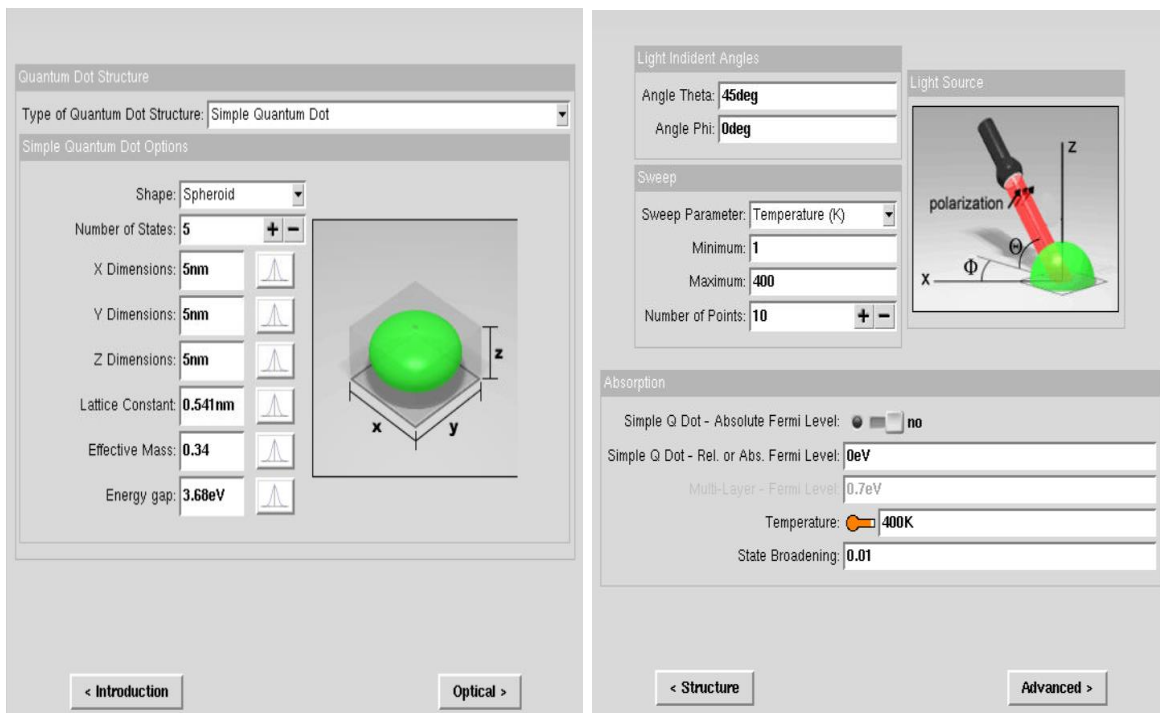 Quantum Dot Structure
Type of Quantum Dot Structure: Simple Quantum Dot
Simple Quantum Dot Options
Shape: Spheroid
Number of States: 5
X Dimensions: 5nm
Y Dimensions: 5nm
Z Dimensions: 5nm
Lattice Constant: 0.541nm
Effective Mass: 0.34
Energy gap: 3.68eV
x y z
< Introduction
Optical >
Light Indident Angles
Angle Theta: 45deg
Angle Phi: 0deg
Sweep
Sweep Parameter: Temperature (K)
Minimum: 1
Maximum: 400
Number of Points: 10
Light Source
Z
polarization
Θ
Φ
X
Absorption
Simple Q Dot - Absolute Fermi Level: no
Simple Q Dot - Rel. or Abs. Fermi Level: 0eV
Multi-Layer - Fermi Level: 0.7eV
Temperature: 400K
State Broadening: 0.01
< Structure
Advanced >